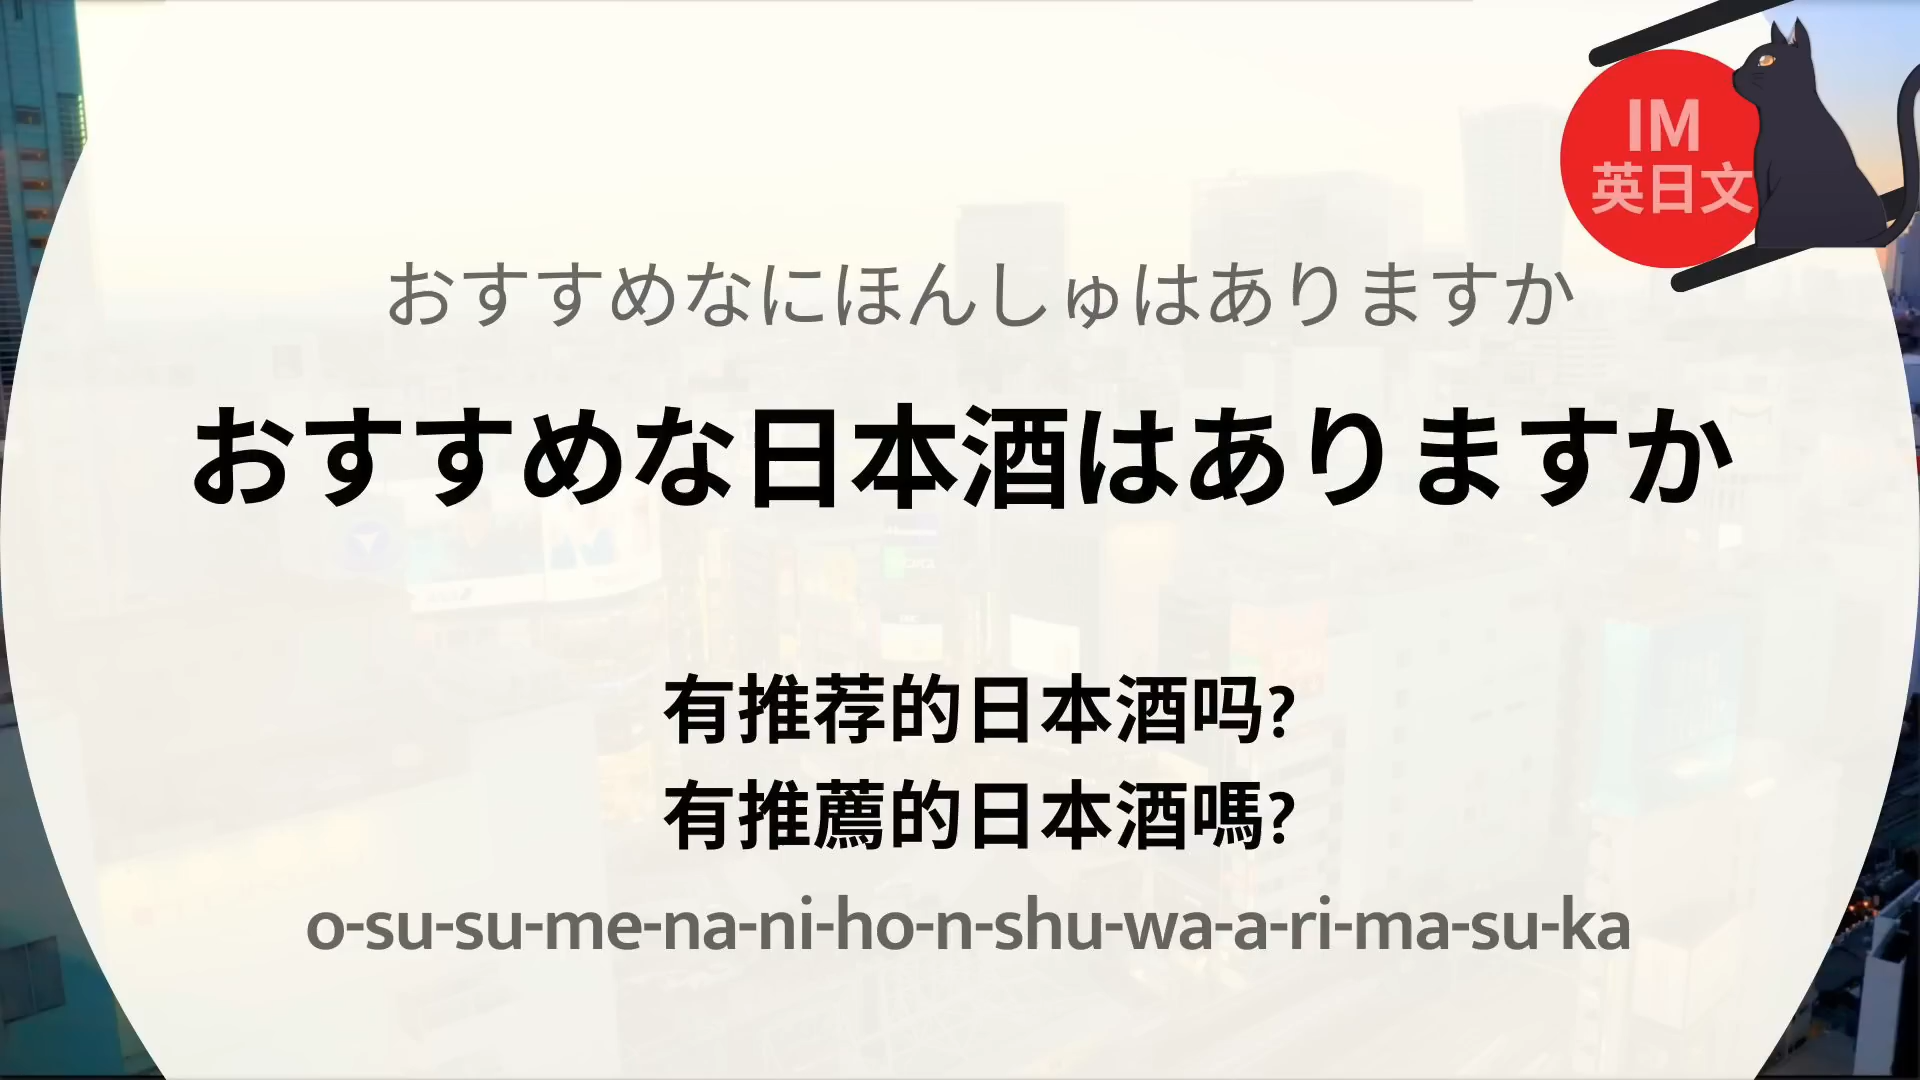 IM
英日文
おすすめなにほんしゅはありますか
おすすめな日本酒はありますか
有推荐的日本酒吗?
有推薦的日本酒嗎?
o-su-su-me-na-ni-ho-n-shu-wa-a-ri-ma-su-ka